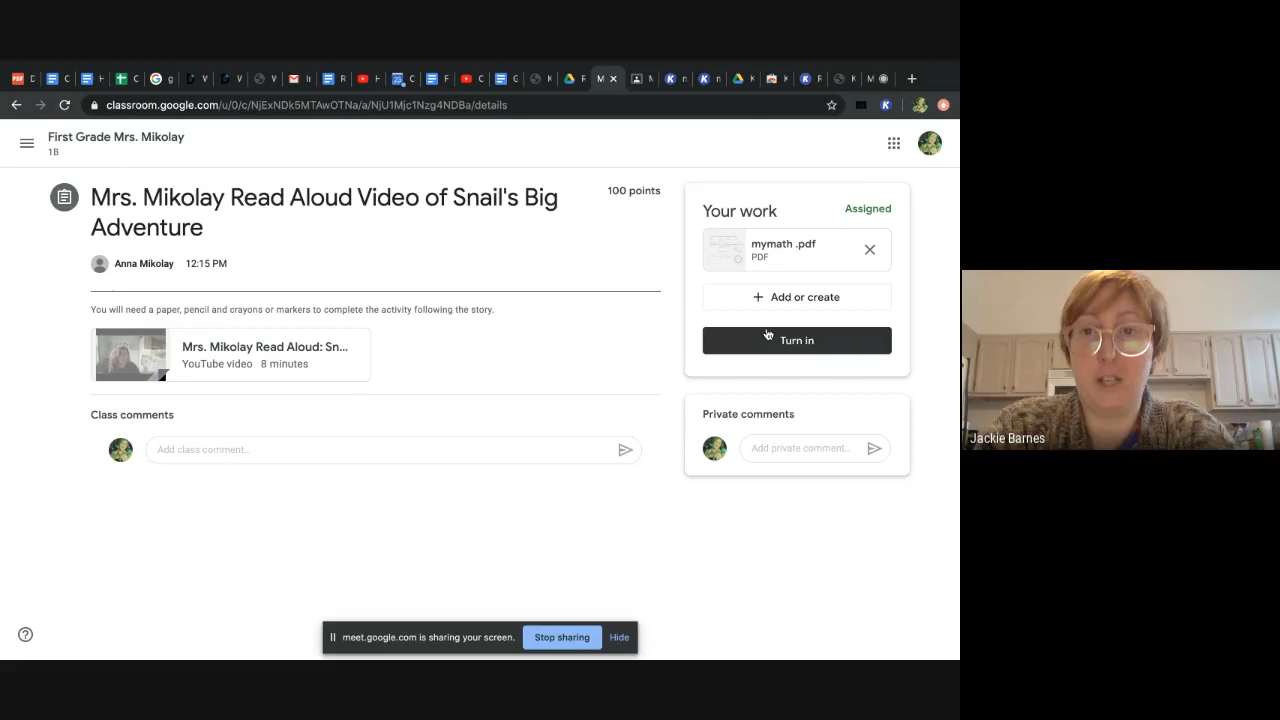 classroom.google.com/u/0/c/NjExNDk5MTAwOTNa/a/NjU1Mjc1Nzg4NDBa/details
First Grade Mrs. Mikolay
1B
Mrs. Mikolay Read Aloud Video of Snail's Big
Adventure
100 points
Anna Mikolay 12:15 PM
You will need a paper, pencil and crayons or markers to complete the activity following the story.
Mrs. Mikolay Read Aloud: Sn...
YouTube video 8 minutes
Class comments
Add class comment...
Your work
Assigned
mymath .pdf
PDF
+ Add or create
Turn in
Private comments
Add private comment...
meet.google.com is sharing your screen.
Stop sharing
Hide
Jackie Barnes